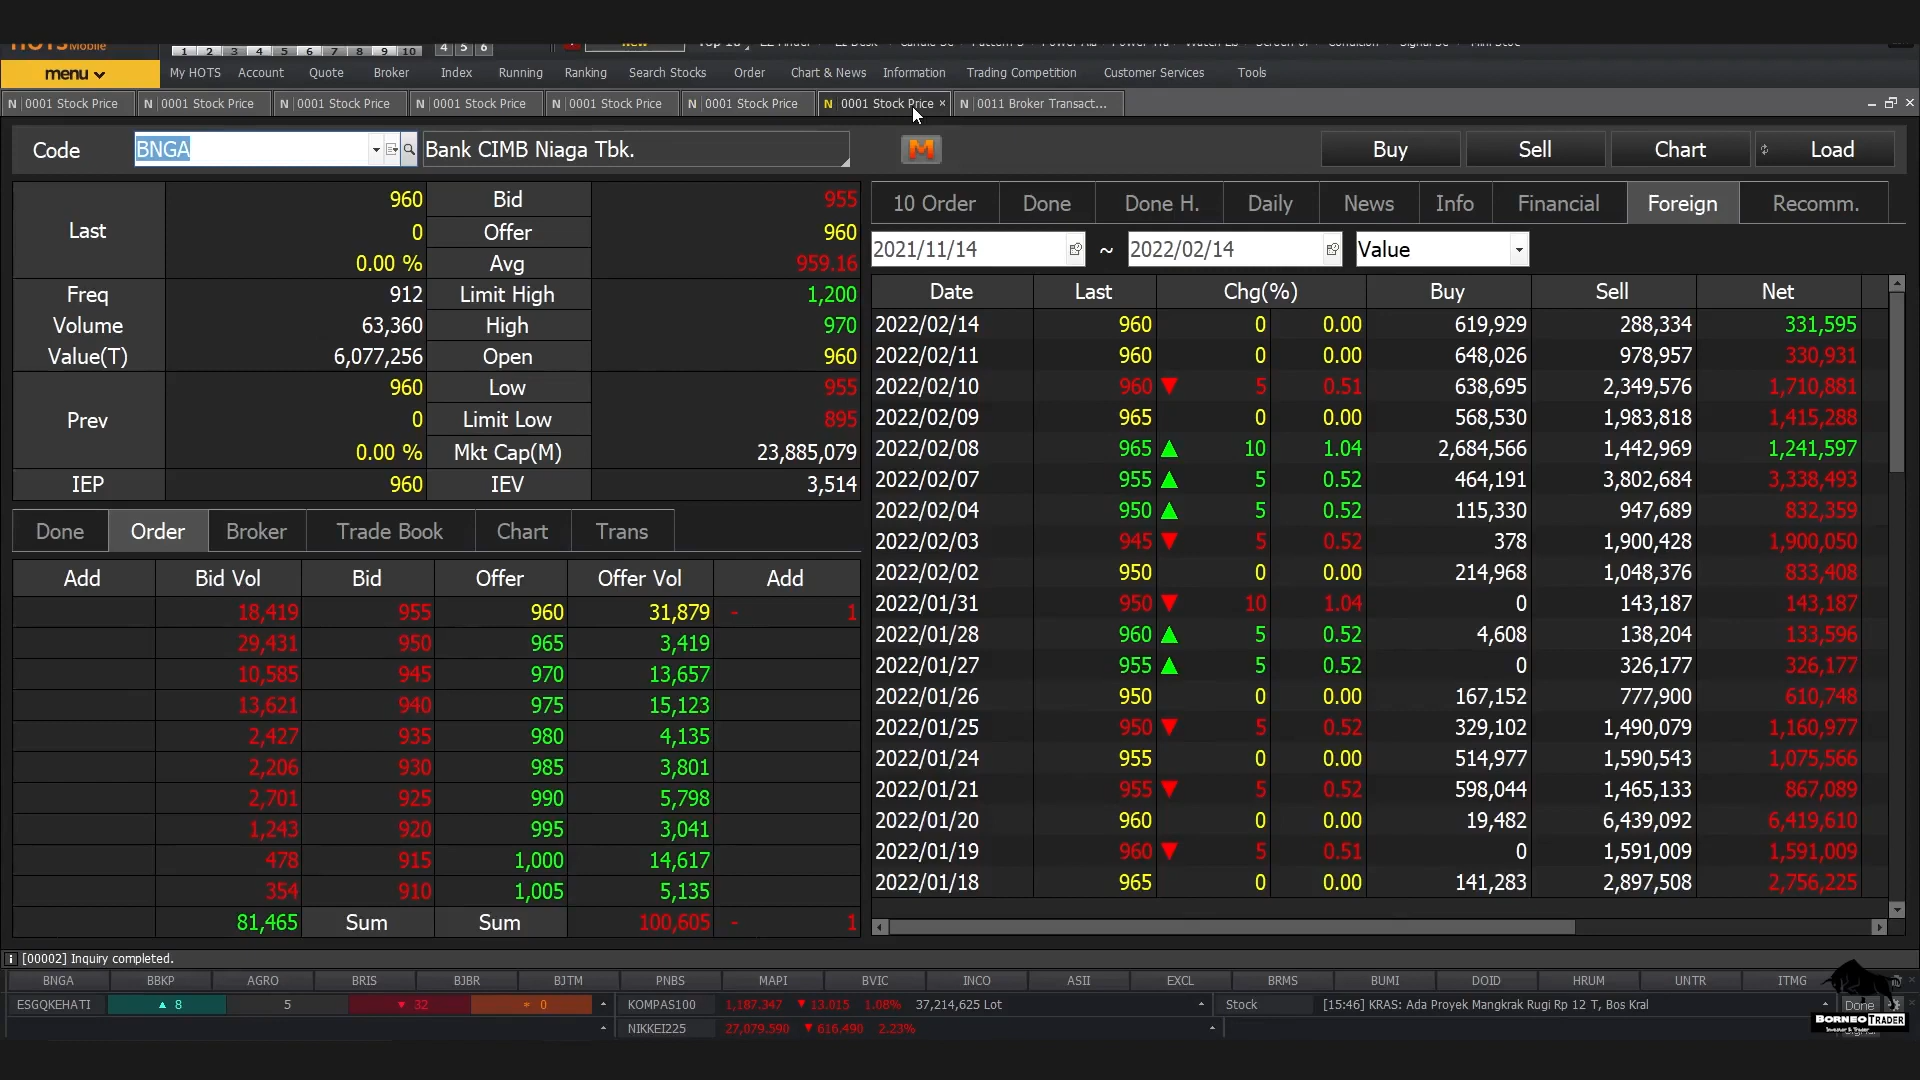 HOTS Mobile
1 2 3 4 5 6 7 8 9 10 4 5 6 New
menu My HOTS Account Quote Broker Index Running Ranking Search Stocks Order Chart & News Information Trading Competition Customer Services Tools
N 0001 Stock Price N 0001 Stock Price N 0001 Stock Price N 0001 Stock Price N 0001 Stock Price N 0001 Stock Price N 0001 Stock Price × N 0011 Broker Transact...
Code BNGA Bank CIMB Niaga Tbk. M Buy Sell Chart Load
Last 960 Bid 955
0 Offer 960
0.00 % Avg 959.16
Freq 912 Limit High 1,200
Volume 63,360 High 970
Value(T) 6,077,256 Open 960
Prev 960 Low 955
0 Limit Low 895
0.00 % Mkt Cap(M) 23,885,079
IEP 960 IEV 3,514
Done Order Broker Trade Book Chart Trans
Add Bid Vol Bid Offer Offer Vol Add
18,419 955 960 31,879 - 1
29,431 950 965 3,419
10,585 945 970 13,657
13,621 940 975 15,123
2,427 935 980 4,135
2,206 930 985 3,801
2,701 925 990 5,798
1,243 920 995 3,041
478 915 1,000 14,617
354 910 1,005 5,135
81,465 Sum Sum 100,605 - 1
10 Order Done Done H. Daily News Info Financial Foreign Recomm.
2021/11/14 ~ 2022/02/14 Value
Date Last Chg(%) Buy Sell Net
2022/02/14 960 0 0.00 619,929 288,334 331,595
2022/02/11 960 0 0.00 648,026 978,957 330,931
2022/02/10 960 ▼ 5 0.51 638,695 2,349,576 1,710,881
2022/02/09 965 0 0.00 568,530 1,983,818 1,415,288
2022/02/08 965 ▲ 10 1.04 2,684,566 1,442,969 1,241,597
2022/02/07 955 ▲ 5 0.52 464,191 3,802,684 3,338,493
2022/02/04 950 ▲ 5 0.52 115,330 947,689 832,359
2022/02/03 945 ▼ 5 0.52 378 1,900,428 1,900,050
2022/02/02 950 0 0.00 214,968 1,048,376 833,408
2022/01/31 950 ▼ 10 1.04 0 143,187 143,187
2022/01/28 960 ▲ 5 0.52 4,608 138,204 133,596
2022/01/27 955 ▲ 5 0.52 0 326,177 326,177
2022/01/26 950 0 0.00 167,152 777,900 610,748
2022/01/25 950 ▼ 5 0.52 329,102 1,490,079 1,160,977
2022/01/24 955 0 0.00 514,977 1,590,543 1,075,566
2022/01/21 955 ▼ 5 0.52 598,044 1,465,133 867,089
2022/01/20 960 0 0.00 19,482 6,439,092 6,419,610
2022/01/19 960 ▼ 5 0.51 0 1,591,009 1,591,009
2022/01/18 965 0 0.00 141,283 2,897,508 2,756,225
i [00002] Inquiry completed.
BNGA BBKP AGRO BRIS BJBR BJTM PNBS MAPI BVIC INCO ASII EXCL BRMS BUMI DOID HRUM UNTR ITMG
ESGQKEHATI ▲ 8 5 ▼ 32 * 0 KOMPAS100 1,187.347 ▼ 13.015 1.08% 37,214,625 Lot Stock [15:46] KRAS: Ada Proyek Mangkrak Rugi Rp 12 T, Bos Kral Done
NIKKEI225 27,079.590 ▼ 616.490 2.23%
BORNEO TRADER
Investor & Trader